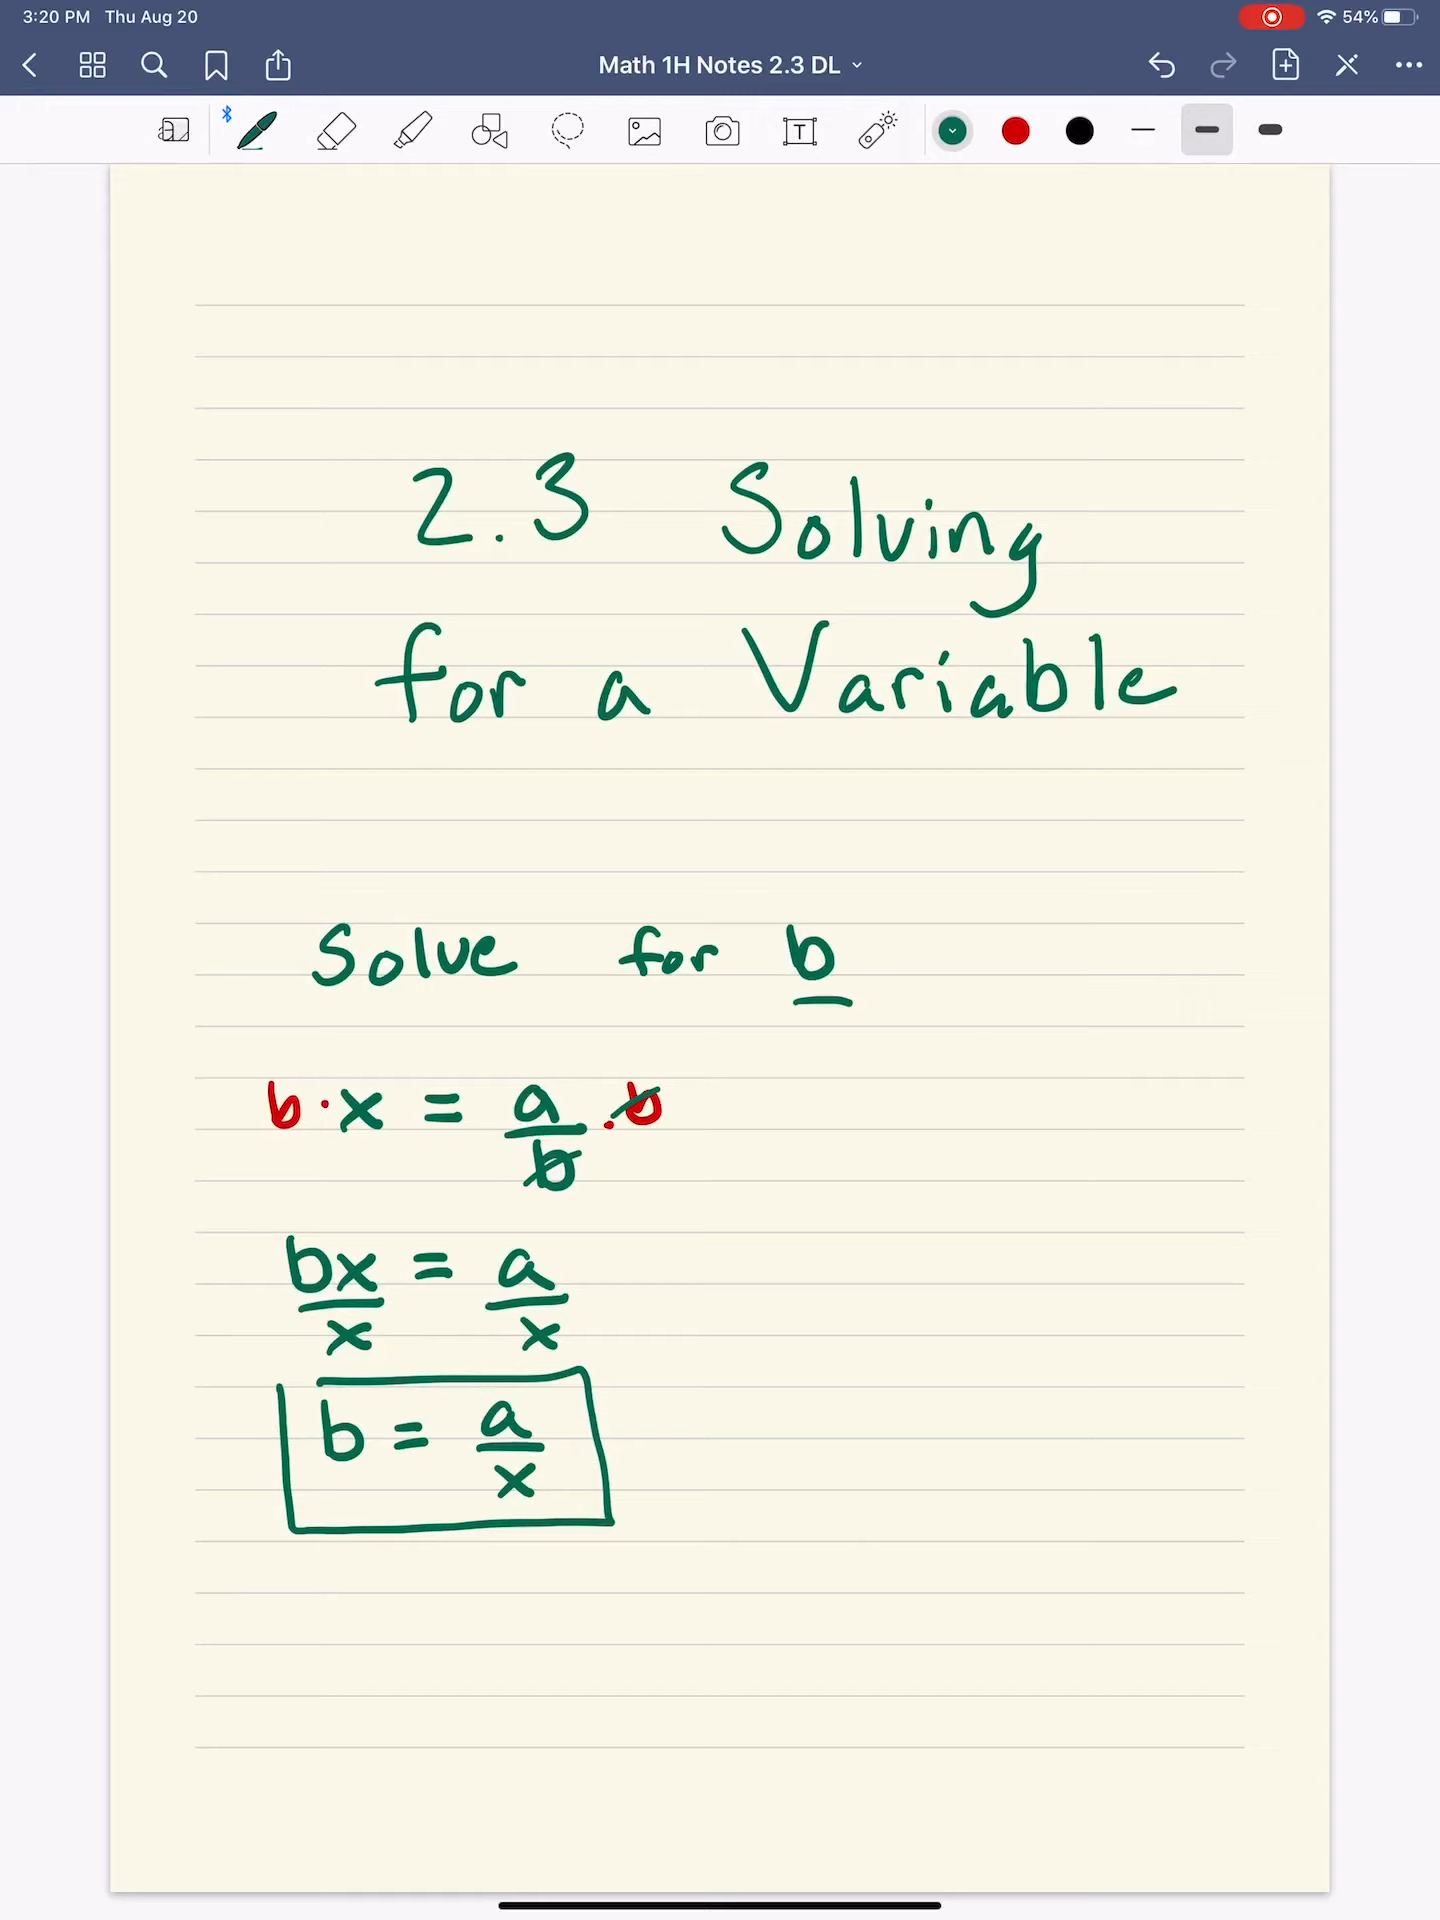 3:20 PM Thu Aug 20 54%
Math 1H Notes 2.3 DL
T
2.3 Solving
for a Variable
Solve for b
b · x = a/b · b
bx/x = a/x
b = a/x